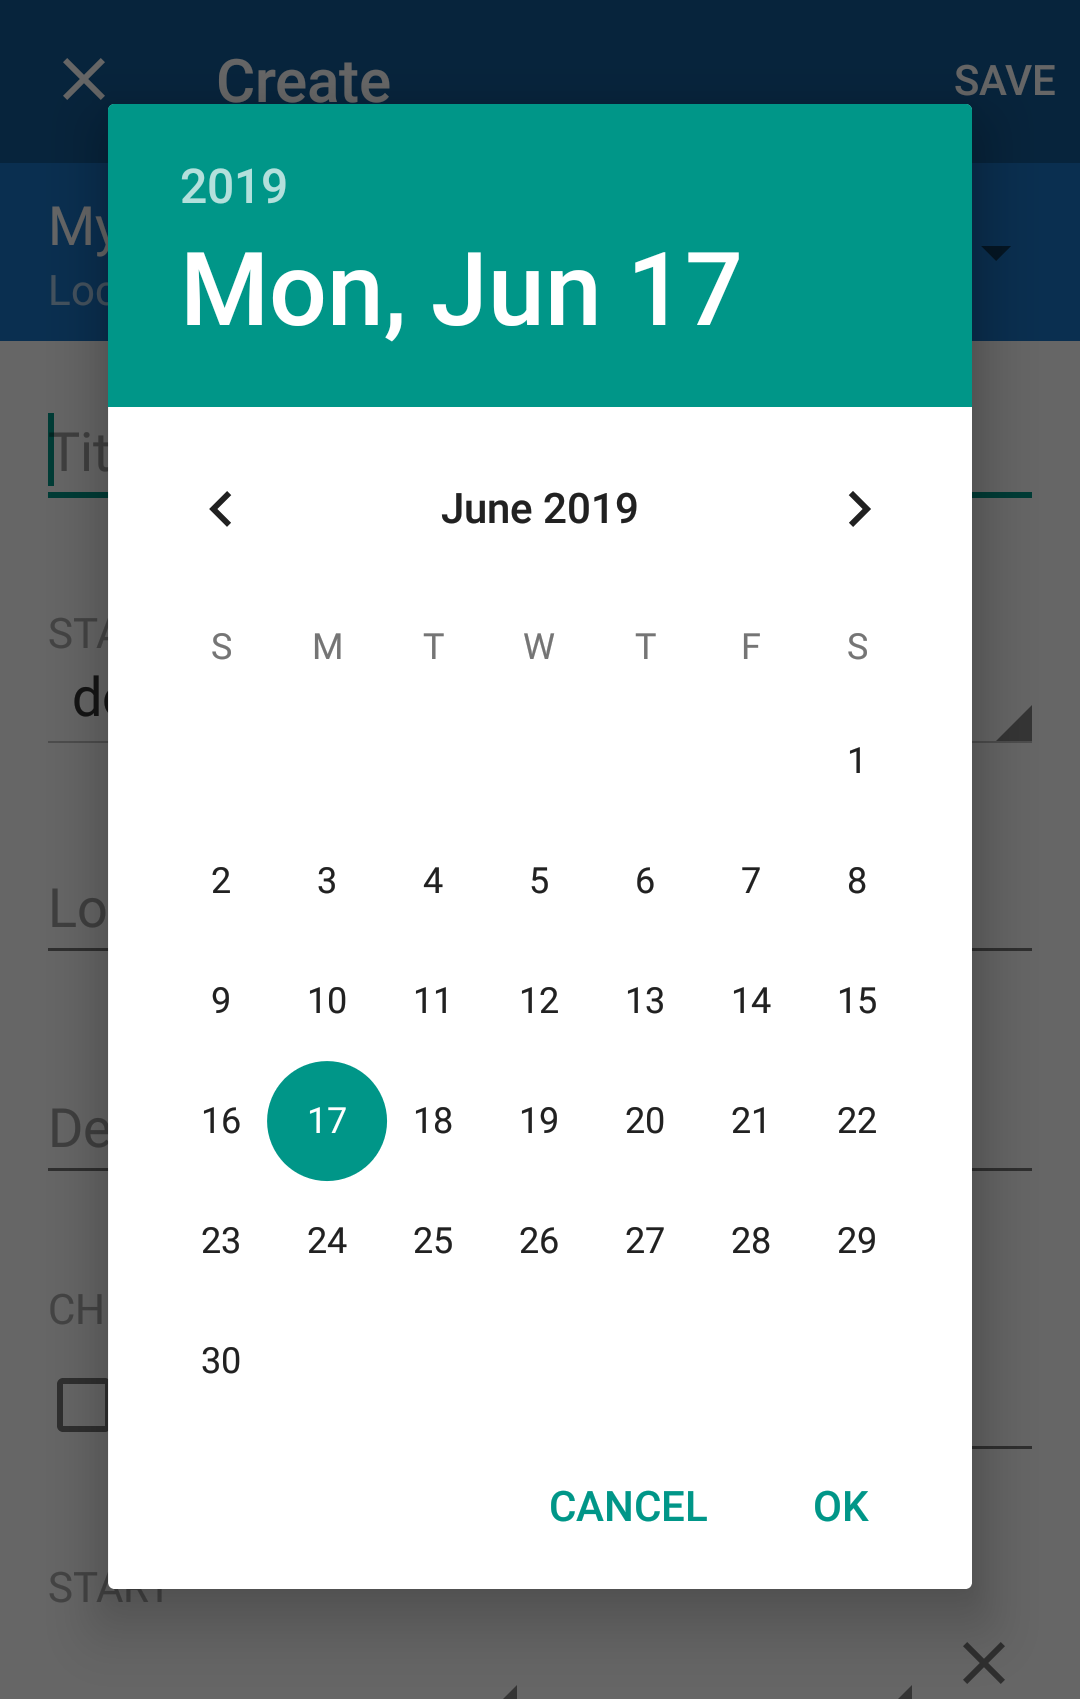 Create SAVE
2019
Mon, Jun 17
June 2019
S M T W T F S
1
2 3 4 5 6 7 8
9 10 11 12 13 14 15
16 17 18 19 20 21 22
23 24 25 26 27 28 29
30
CANCEL OK
START